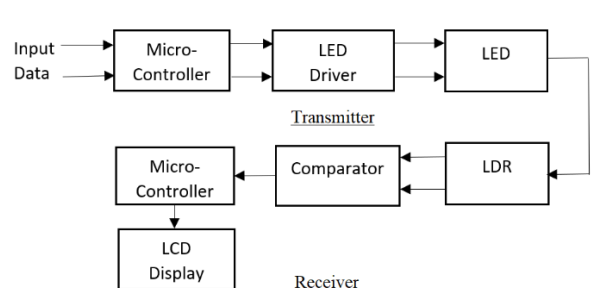 Input
Data
Micro-
Controller
LED
Driver
LED
Transmitter
Micro-
Controller
Comparator
LDR
LCD
Display
Receiver